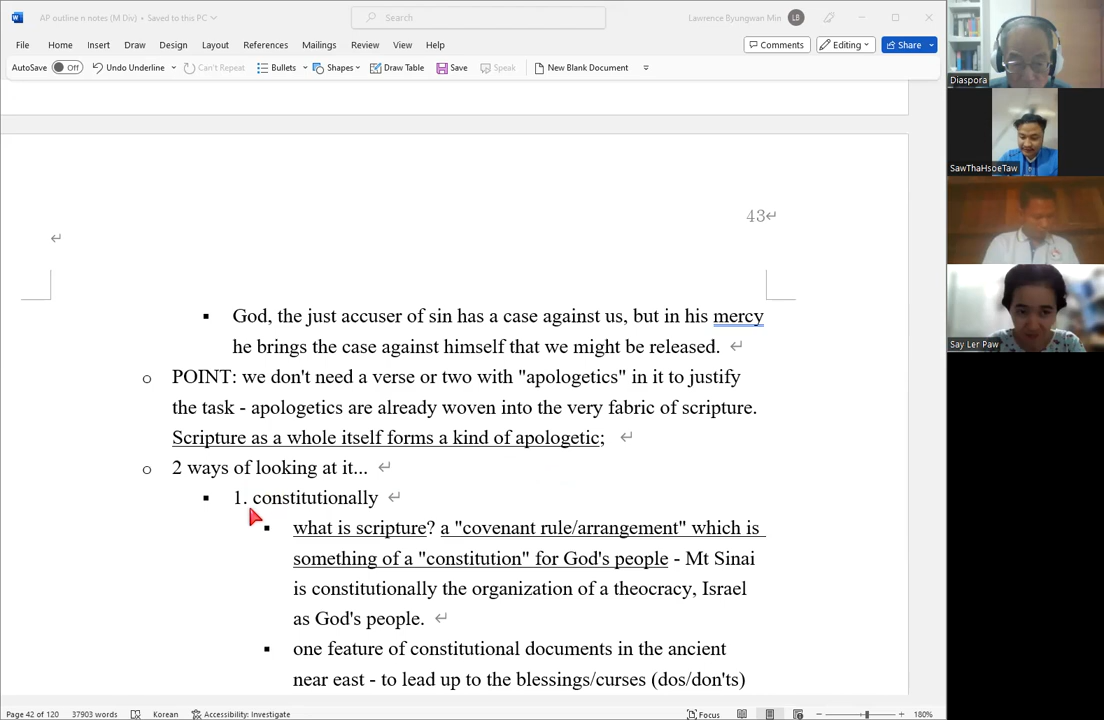 AP outline n notes (M Div) • Saved to this PC
Search
Lawrence Byungwan Min
LB
File Home Insert Draw Design Layout References Mailings Review View Help
Comments Editing Share
AutoSave Off Undo Underline Can't Repeat Bullets Shapes Draw Table Save Speak New Blank Document
43
▪ God, the just accuser of sin has a case against us, but in his mercy
he brings the case against himself that we might be released.
o POINT: we don't need a verse or two with "apologetics" in it to justify
the task - apologetics are already woven into the very fabric of scripture.
Scripture as a whole itself forms a kind of apologetic;
o 2 ways of looking at it...
▪ 1. constitutionally
▪ what is scripture? a "covenant rule/arrangement" which is
something of a "constitution" for God's people - Mt Sinai
is constitutionally the organization of a theocracy, Israel
as God's people.
▪ one feature of constitutional documents in the ancient
near east - to lead up to the blessings/curses (dos/don'ts)
Page 42 of 120 37903 words Korean Accessibility: Investigate Focus 180%
Diaspora
SawThaHsoeTaw
Say Ler Paw